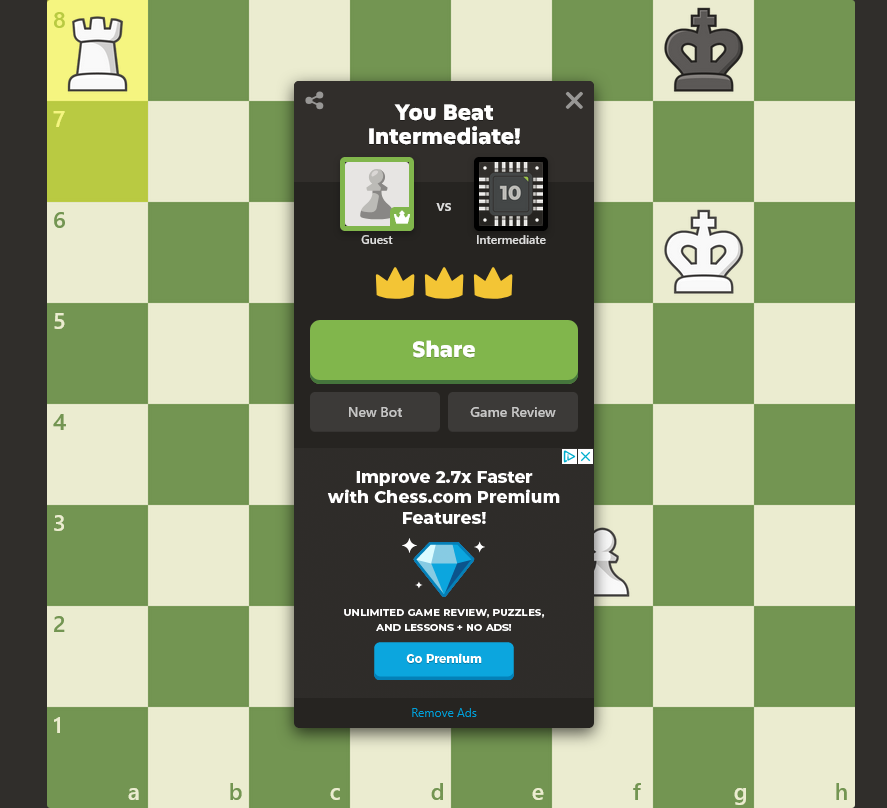 8
7
6
5
4
3
2
1
a b c d e f g h
You Beat
Intermediate!
10
vs
Guest Intermediate
Share
New Bot Game Review
Improve 2.7x Faster
with Chess.com Premium
Features!
UNLIMITED GAME REVIEW, PUZZLES,
AND LESSONS + NO ADS!
Go Premium
Remove Ads